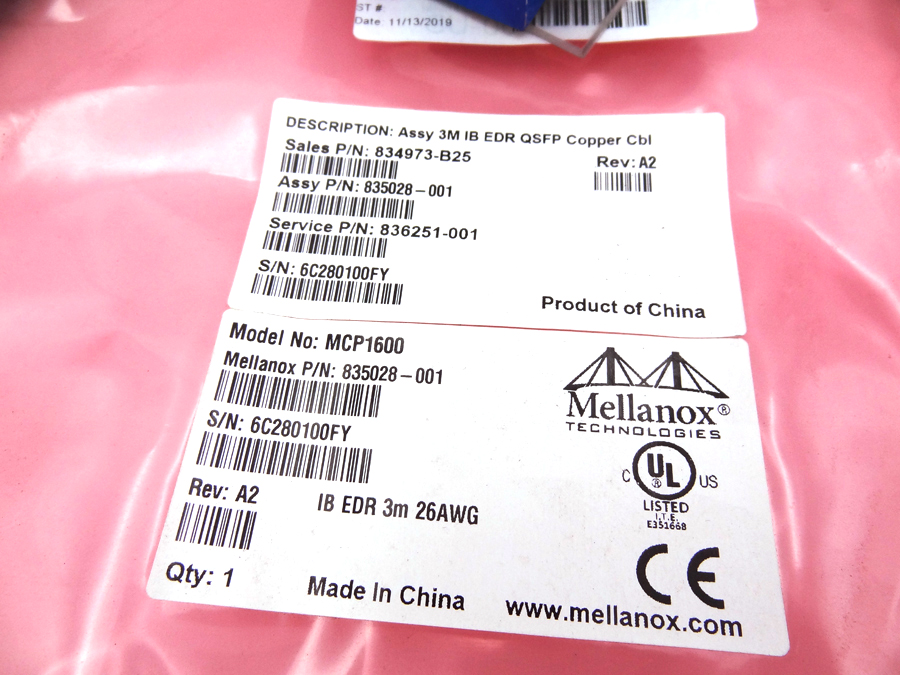 ST #
Date 11/13/2019
DESCRIPTION: Assy 3M IB EDR QSFP Copper Cbl
Sales P/N: 834973-B25
Rev: A2
Assy P/N: 835028-001
Service P/N: 836251-001
S/N: 6C280100FY
Product of China
Model No: MCP1600
Mellanox P/N: 835028-001
S/N: 6C280100FY
Rev: A2
IB EDR 3m 26AWG
Qty: 1
Made In China
Mellanox®
TECHNOLOGIES
C UL ® US
LISTED
I.T.E.
E351668
CE
www.mellanox.com